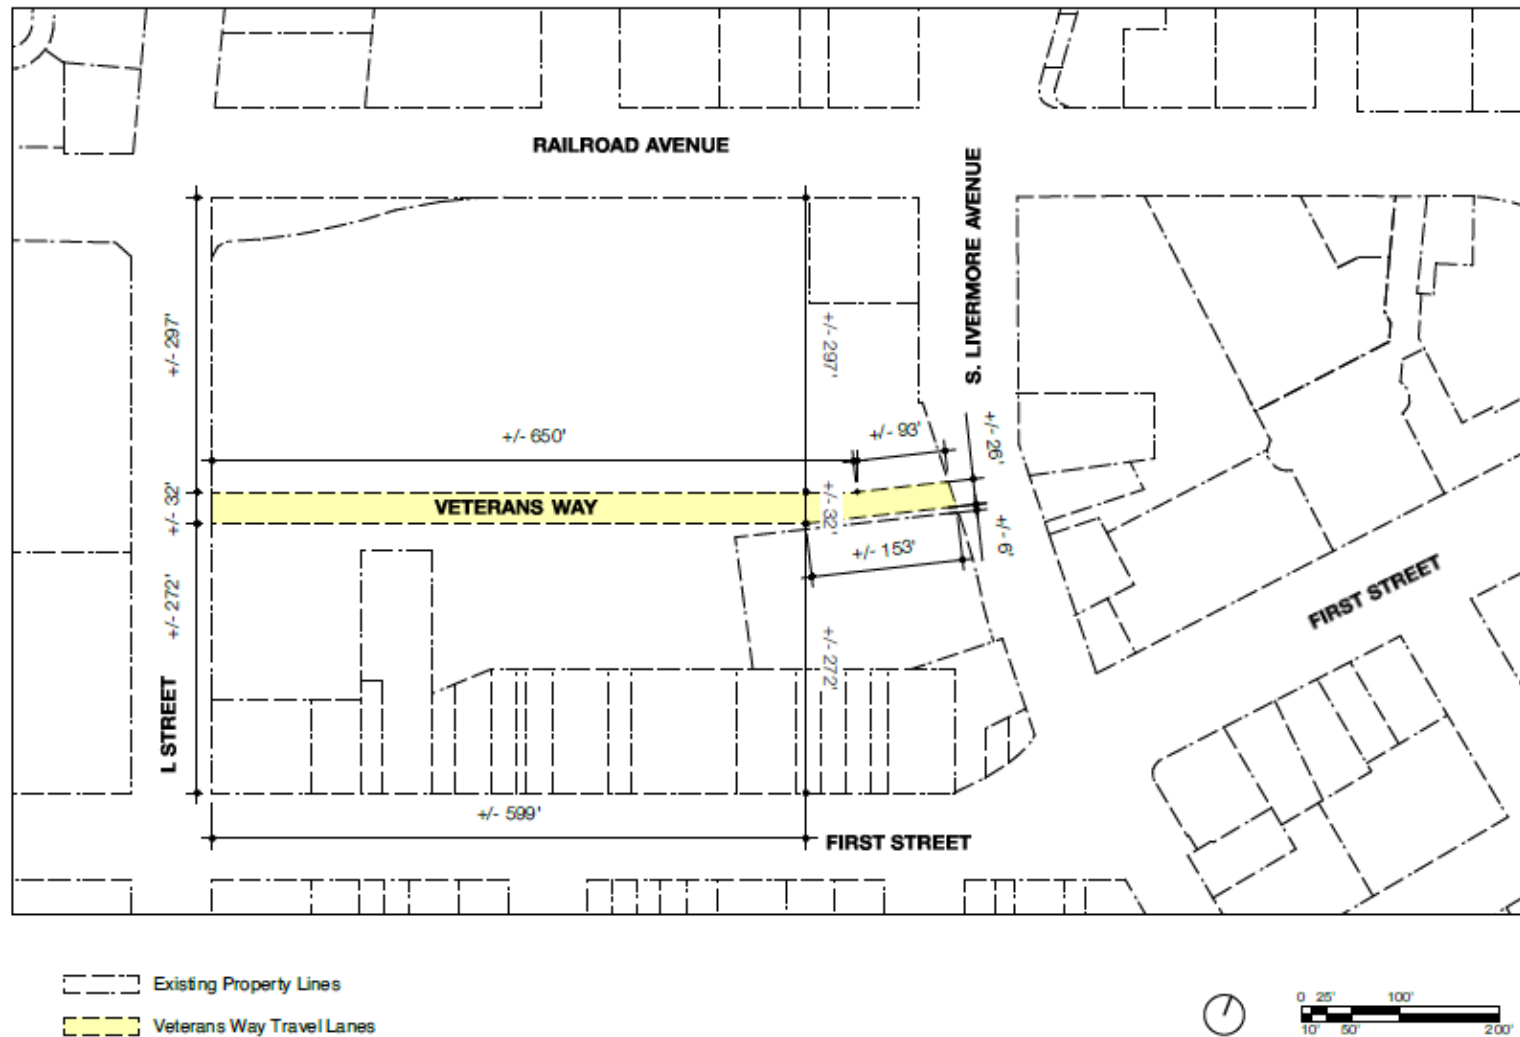 RAILROAD AVENUE
S. LIVERMORE AVENUE
+/- 297'
+/- 297'
+/- 650'
+/- 93'
+/- 26'
+/- 32'
VETERANS WAY
+/- 32'
+/- 6'
+/- 153'
+/- 272'
+/- 272'
FIRST STREET
L STREET
+/- 599'
FIRST STREET
Existing Property Lines
Veterans Way Travel Lanes
0 25' 100'
10' 50' 200'